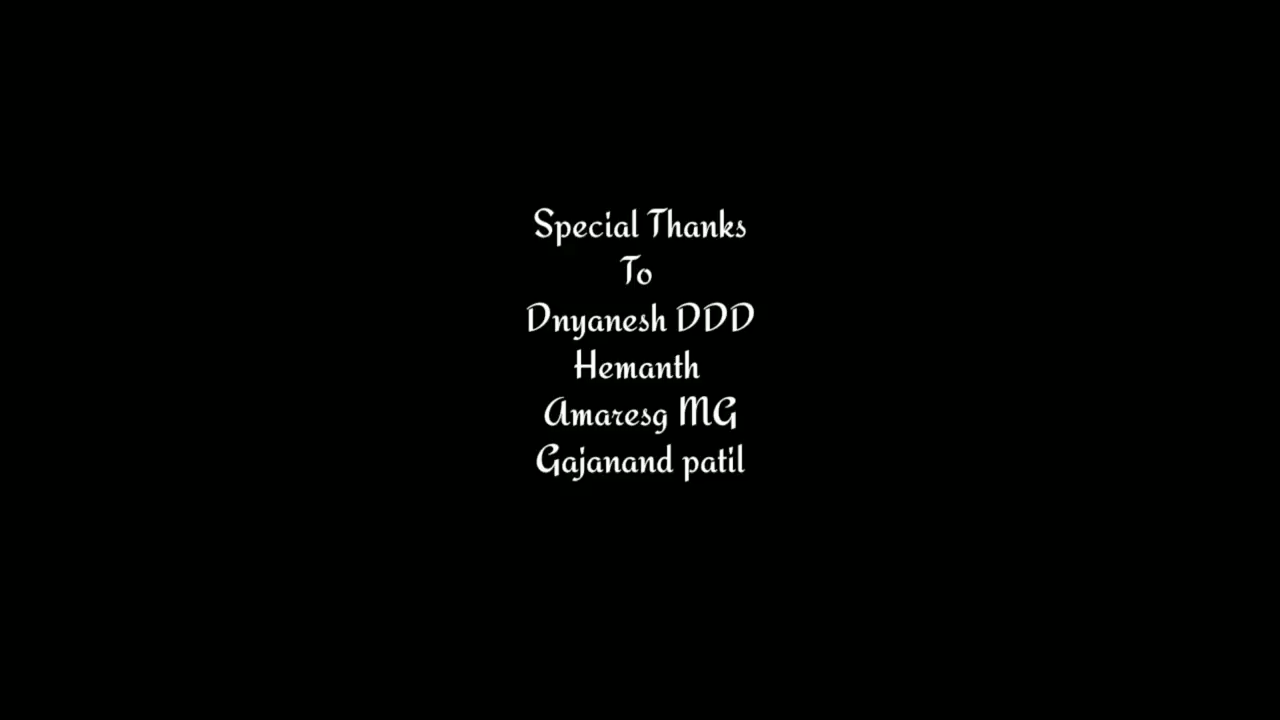 Special Thanks
To
Dnyanesh DDD
Hemanth
Amaresg MG
Gajanand patil